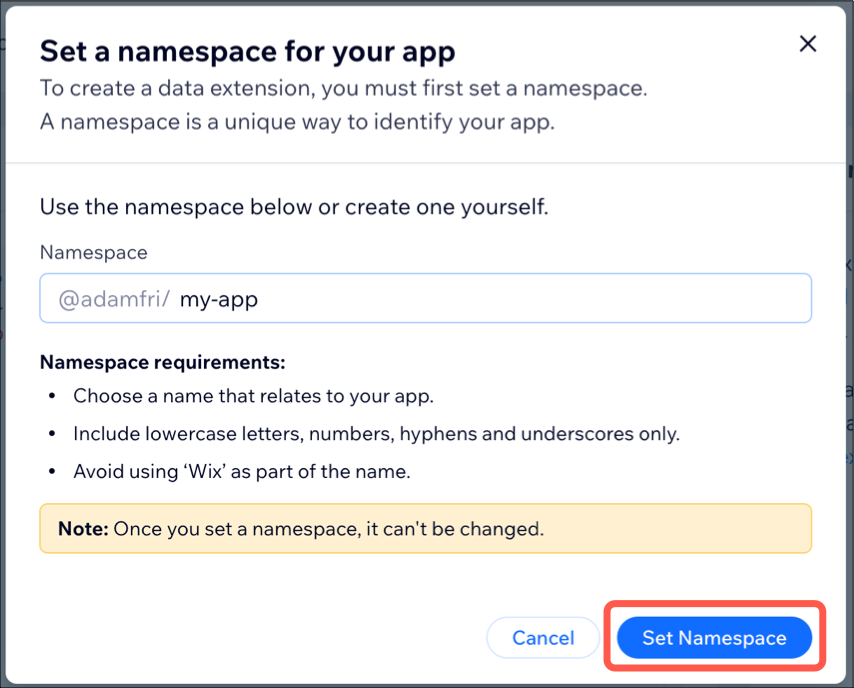 Set a namespace for your app
To create a data extension, you must first set a namespace.
A namespace is a unique way to identify your app.
Use the namespace below or create one yourself.
Namespace
@adamfri/ my-app
Namespace requirements:
• Choose a name that relates to your app.
• Include lowercase letters, numbers, hyphens and underscores only.
• Avoid using ‘Wix’ as part of the name.
Note: Once you set a namespace, it can't be changed.
Cancel Set Namespace